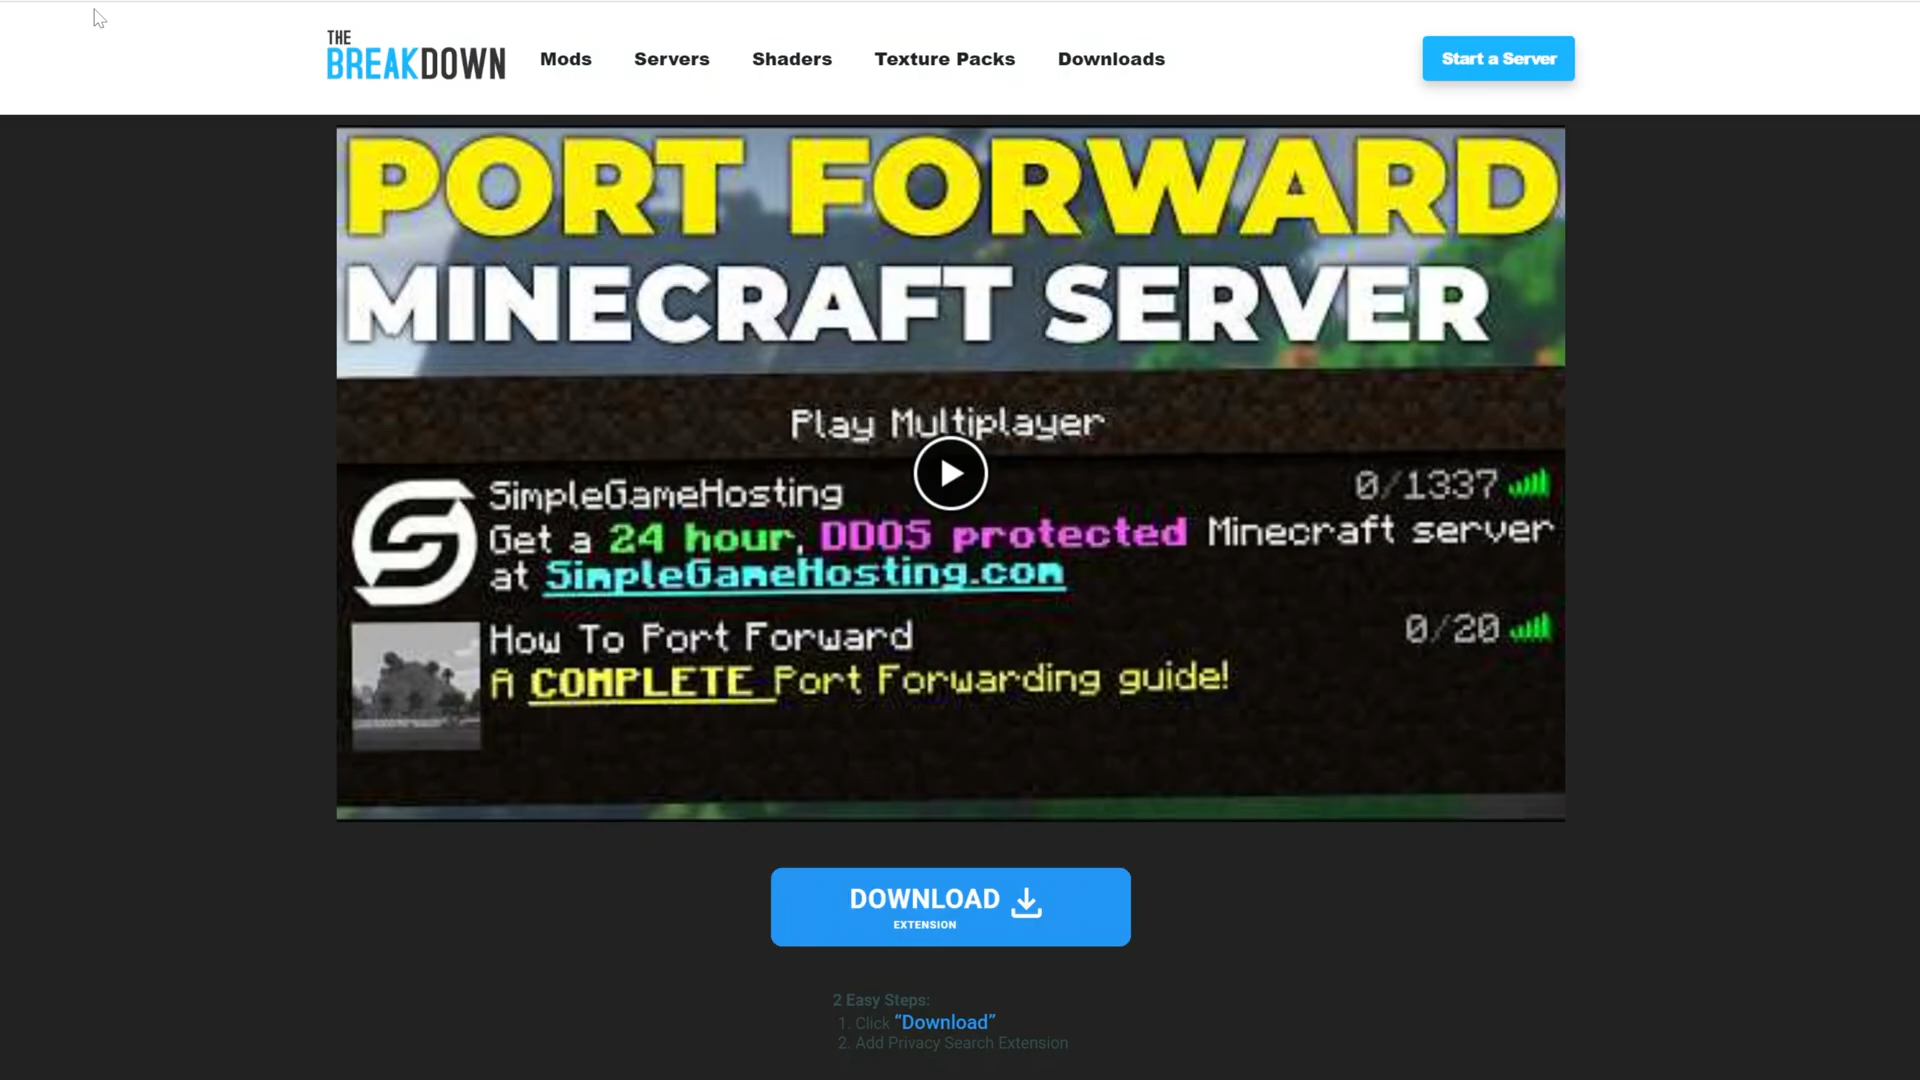 THE
BREAKDOWN
Mods Servers Shaders Texture Packs Downloads
Start a Server
PORT FORWARD
MINECRAFT SERVER
Play Multiplayer
SimpleGameHosting 0/1337
Get a 24 hour, DDOS protected Minecraft server
at SimpleGameHosting.com
How To Port Forward 0/20
A COMPLETE Port Forwarding guide!
DOWNLOAD
EXTENSION
2 Easy Steps:
1. Click “Download”
2. Add Privacy Search Extension